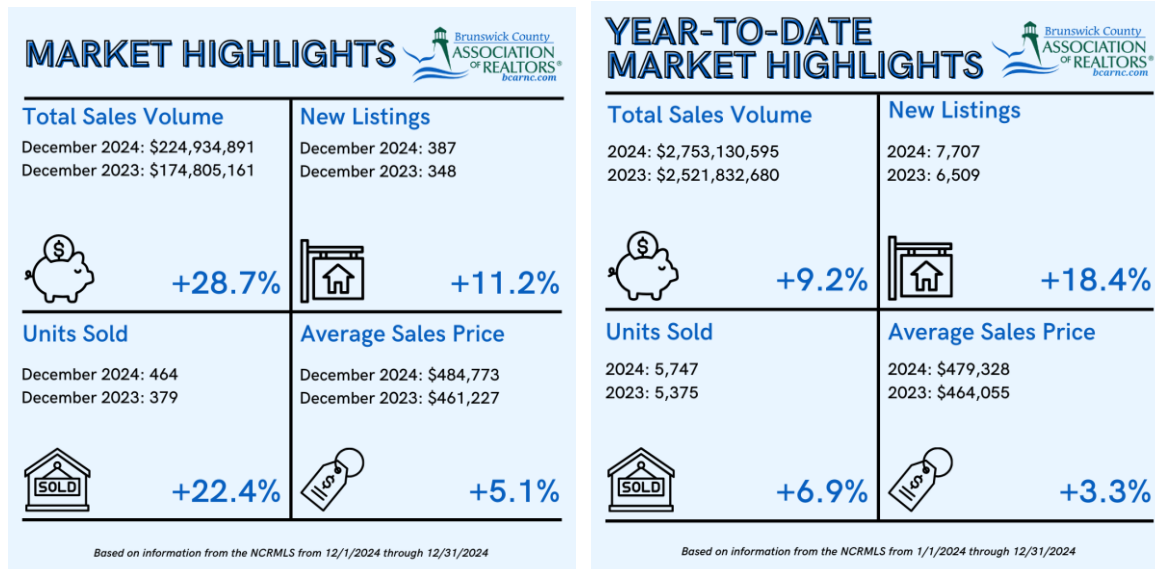 MARKET HIGHLIGHTS
Brunswick County
ASSOCIATION
OF REALTORS®
bcarnc.com
Total Sales Volume
December 2024: $224,934,891
December 2023: $174,805,161
$
+28.7%
New Listings
December 2024: 387
December 2023: 348
+11.2%
Units Sold
December 2024: 464
December 2023: 379
SOLD
+22.4%
Average Sales Price
December 2024: $484,773
December 2023: $461,227
$
+5.1%
Based on information from the NCRMLS from 12/1/2024 through 12/31/2024
YEAR-TO-DATE
MARKET HIGHLIGHTS
Brunswick County
ASSOCIATION
OF REALTORS®
bcarnc.com
Total Sales Volume
2024: $2,753,130,595
2023: $2,521,832,680
$
+9.2%
New Listings
2024: 7,707
2023: 6,509
+18.4%
Units Sold
2024: 5,747
2023: 5,375
SOLD
+6.9%
Average Sales Price
2024: $479,328
2023: $464,055
$
+3.3%
Based on information from the NCRMLS from 1/1/2024 through 12/31/2024